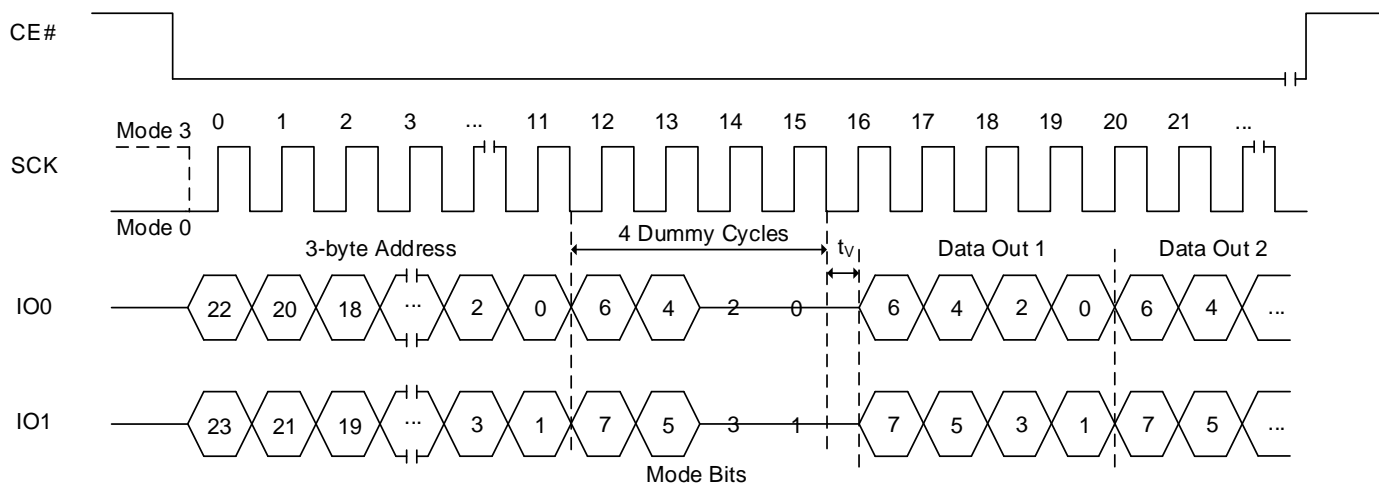 CE#
0 1 2 3 ... 11 12 13 14 15 16 17 18 19 20 21 ...
Mode 3
SCK
Mode 0
3-byte Address 4 Dummy Cycles tV Data Out 1 Data Out 2
IO0 22 20 18 ... 2 0 6 4 2 0 6 4 2 0 6 4 ...
IO1 23 21 19 ... 3 1 7 5 3 1 7 5 3 1 7 5 ...
Mode Bits